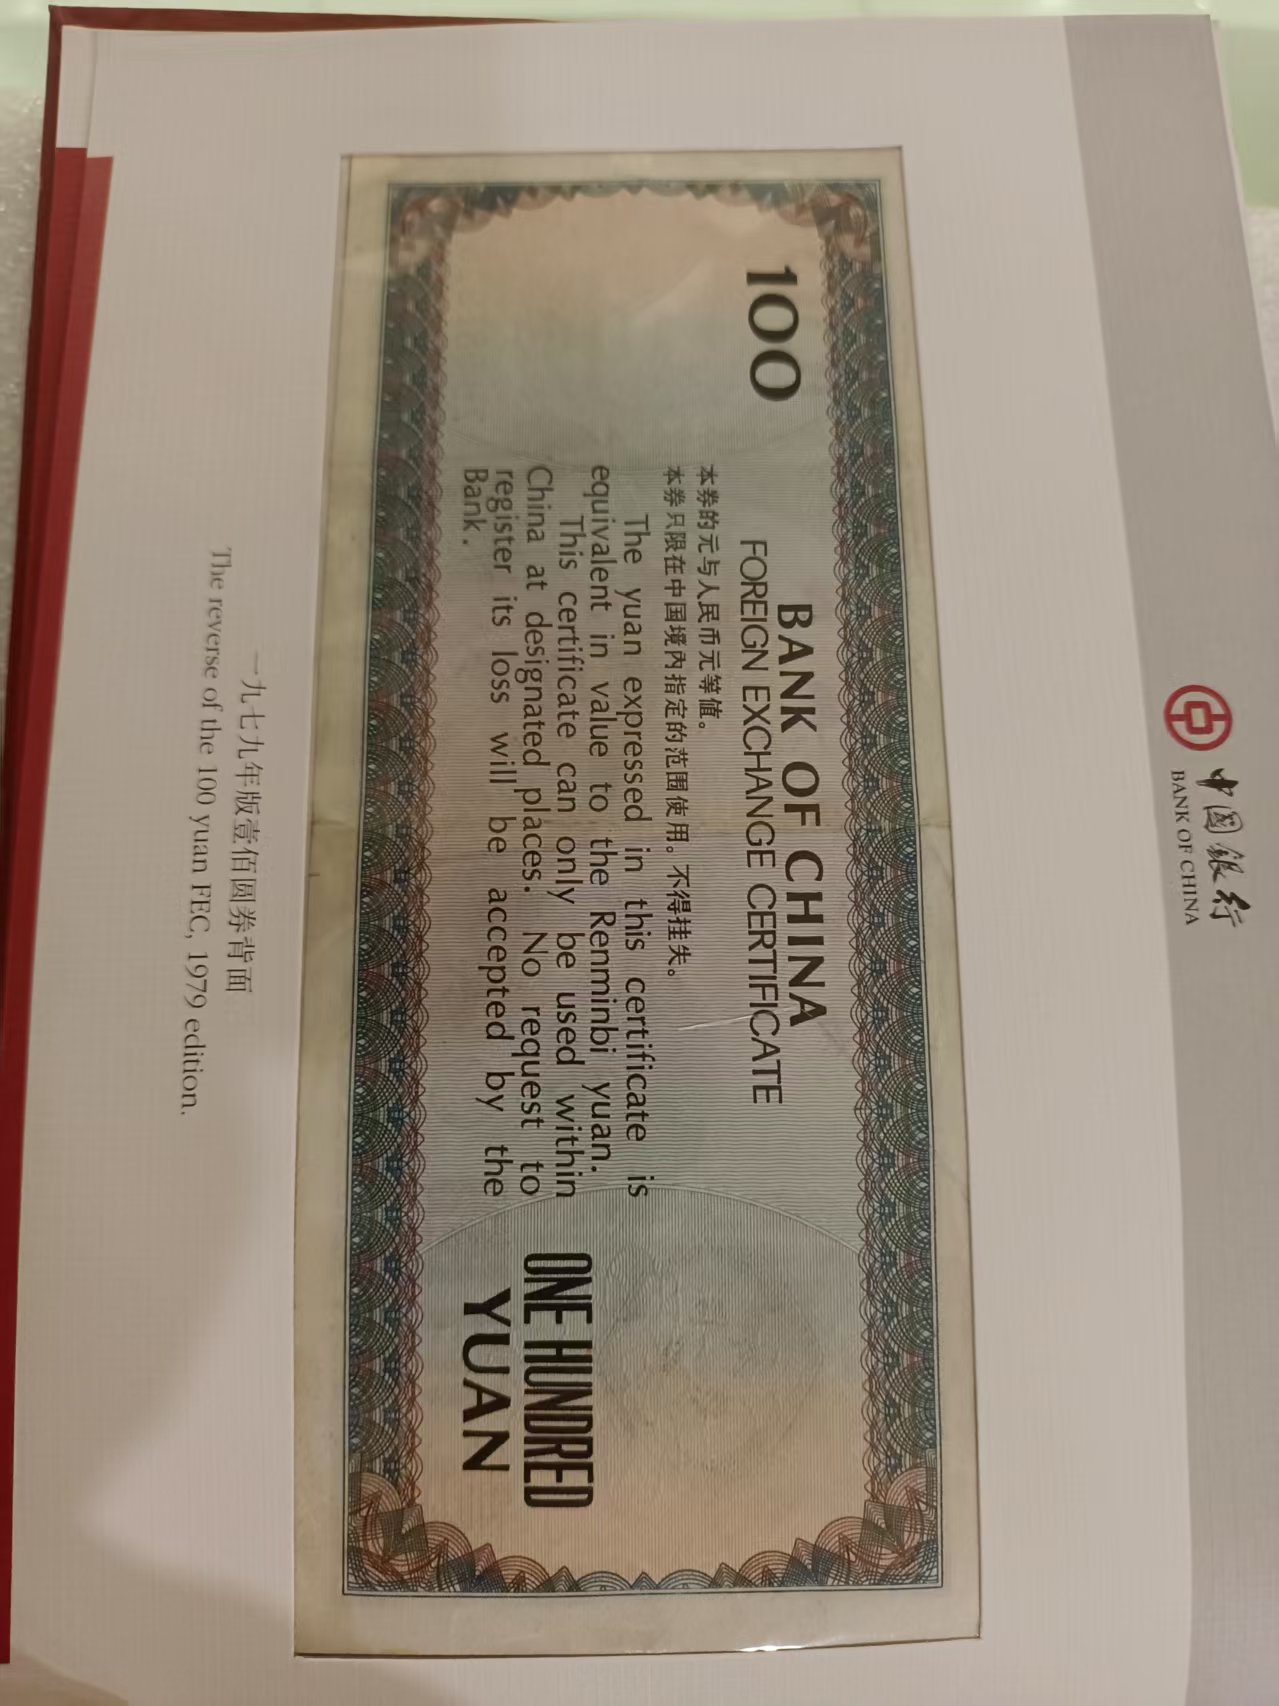 中国银行
BANK OF CHINA
100
BANK OF CHINA
FOREIGN EXCHANGE CERTIFICATE
本券的元与人民币元等值。
本券只限在中国境内指定的范围使用。不得挂失。
The yuan expressed in this certificate is
equivalent in value to the Renminbi yuan.
This certificate can only be used within
China at designated places. No request to
register its loss will be accepted by the
Bank.
ONE HUNDRED
YUAN
一九七九年版壹佰圆券背面
The reverse of the 100 yuan FEC, 1979 edition.